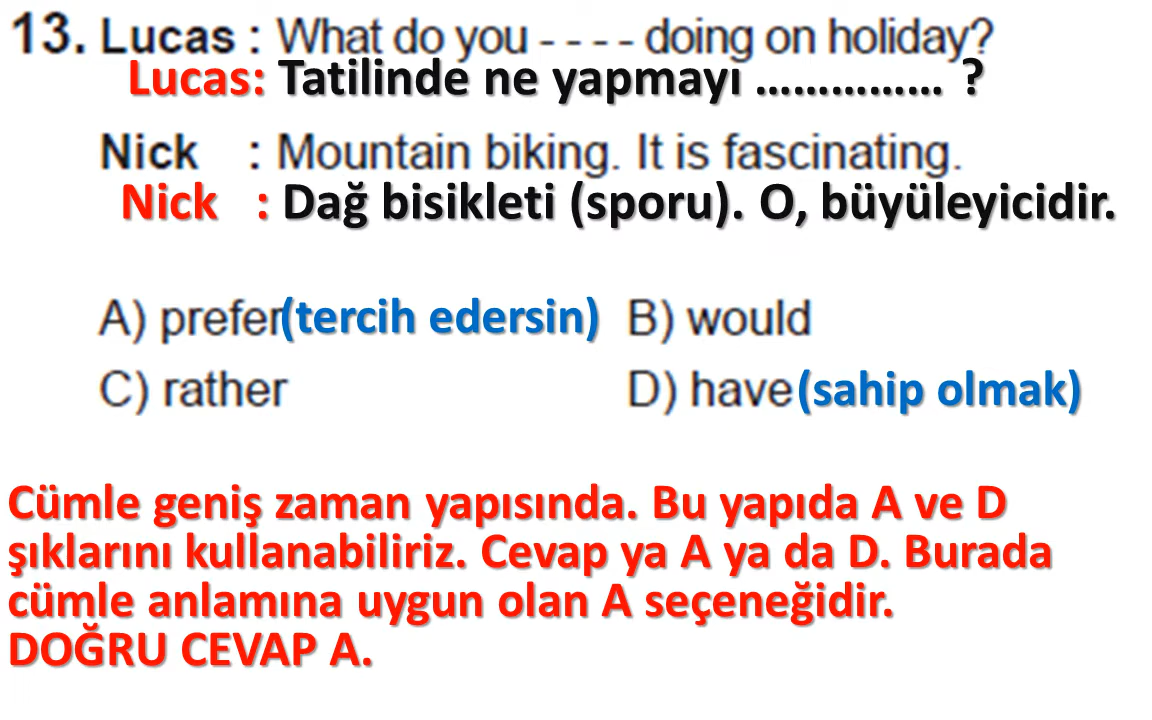 13. Lucas : What do you - - - - doing on holiday?
Lucas: Tatilinde ne yapmayı …………… ?
Nick : Mountain biking. It is fascinating.
Nick : Dağ bisikleti (sporu). O, büyüleyicidir.
A) prefer(tercih edersin) B) would
C) rather D) have(sahip olmak)
Cümle geniş zaman yapısında. Bu yapıda A ve D
şıklarını kullanabiliriz. Cevap ya A ya da D. Burada
cümle anlamına uygun olan A seçeneğidir.
DOĞRU CEVAP A.